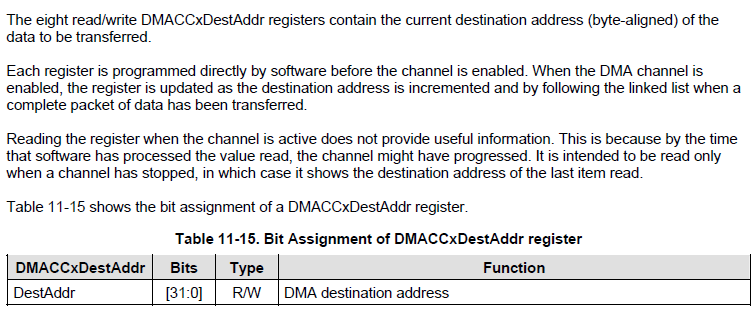 The eight read/write DMACCxDestAddr registers contain the current destination address (byte-aligned) of the
data to be transferred.
Each register is programmed directly by software before the channel is enabled. When the DMA channel is
enabled, the register is updated as the destination address is incremented and by following the linked list when a
complete packet of data has been transferred.
Reading the register when the channel is active does not provide useful information. This is because by the time
that software has processed the value read, the channel might have progressed. It is intended to be read only
when a channel has stopped, in which case it shows the destination address of the last item read.
Table 11-15 shows the bit assignment of a DMACCxDestAddr register.
Table 11-15. Bit Assignment of DMACCxDestAddr register
DMACCxDestAddr Bits Type Function
DestAddr [31:0] R/W DMA destination address